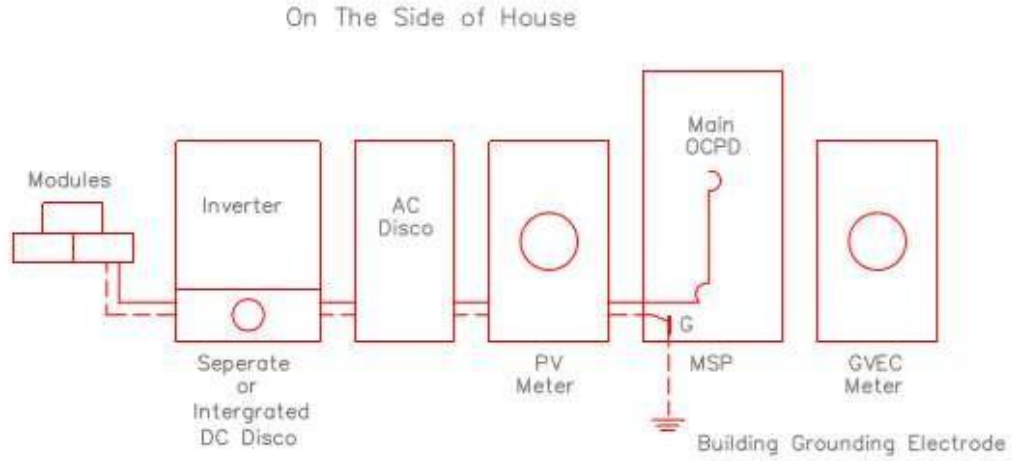 On The Side of House
Main
OCPD
Modules
Inverter
AC
Disco
G
Seperate
or
Intergrated
DC Disco
PV
Meter
MSP
GVEC
Meter
Building Grounding Electrode